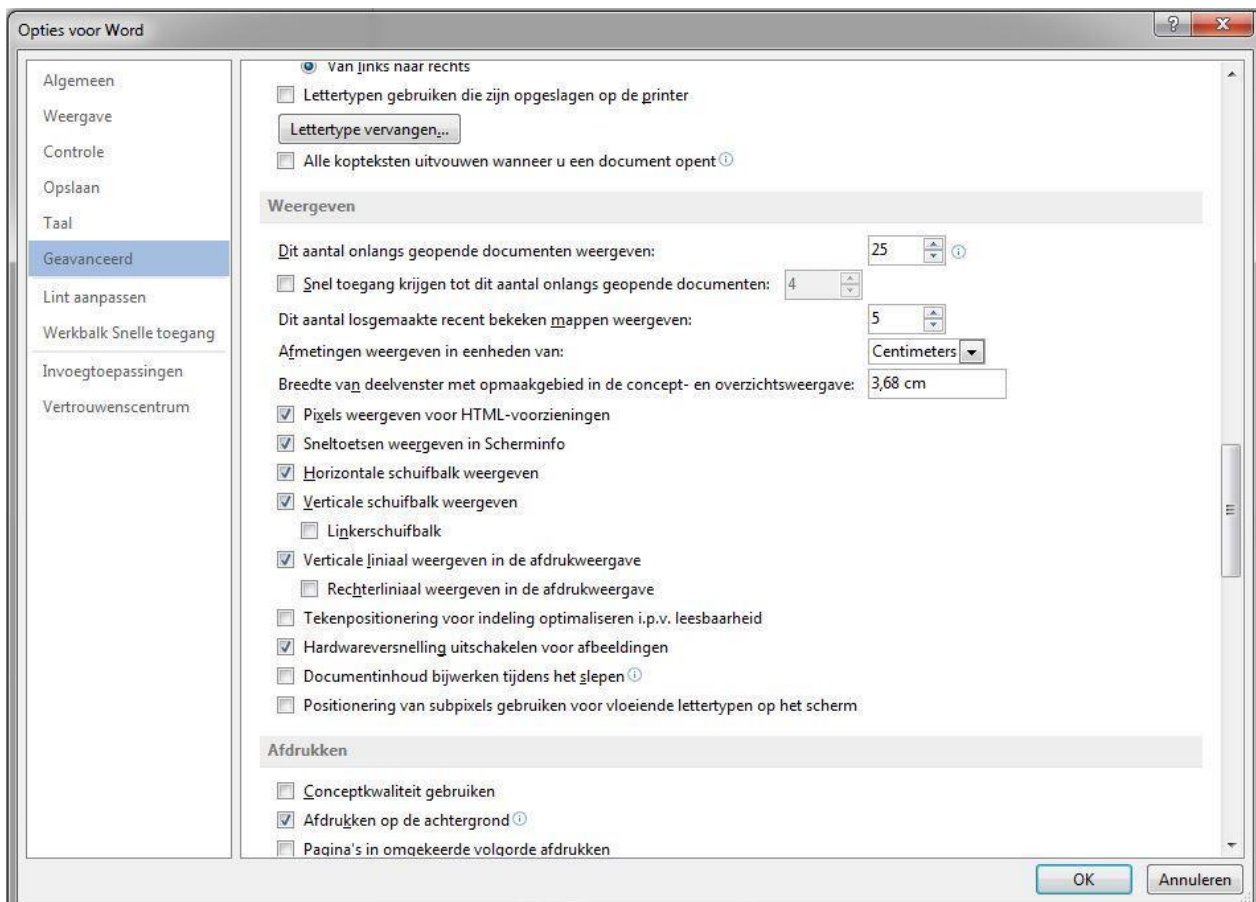 Opties voor Word
Algemeen
Weergave
Controle
Opslaan
Taal
Geavanceerd
Lint aanpassen
Werkbalk Snelle toegang
Invoegtoepassingen
Vertrouwenscentrum
Van links naar rechts
Lettertypen gebruiken die zijn opgeslagen op de printer
Lettertype vervangen...
Alle kopteksten uitvouwen wanneer u een document opent
Weergeven
Dit aantal onlangs geopende documenten weergeven: 25
Snel toegang krijgen tot dit aantal onlangs geopende documenten: 4
Dit aantal losgemaakte recent bekeken mappen weergeven: 5
Afmetingen weergeven in eenheden van: Centimeters
Breedte van deelvenster met opmaakgebied in de concept- en overzichtsweergave: 3,68 cm
Pixels weergeven voor HTML-voorzieningen
Sneltoetsen weergeven in Scherminfo
Horizontale schuifbalk weergeven
Verticale schuifbalk weergeven
Linkerschuifbalk
Verticale liniaal weergeven in de afdrukweergave
Rechterliniaal weergeven in de afdrukweergave
Tekenpositionering voor indeling optimaliseren i.p.v. leesbaarheid
Hardwareversnelling uitschakelen voor afbeeldingen
Documentinhoud bijwerken tijdens het slepen
Positionering van subpixels gebruiken voor vloeiende lettertypen op het scherm
Afdrukken
Conceptkwaliteit gebruiken
Afdrukken op de achtergrond
Pagina's in omgekeerde volgorde afdrukken
OK
Annuleren